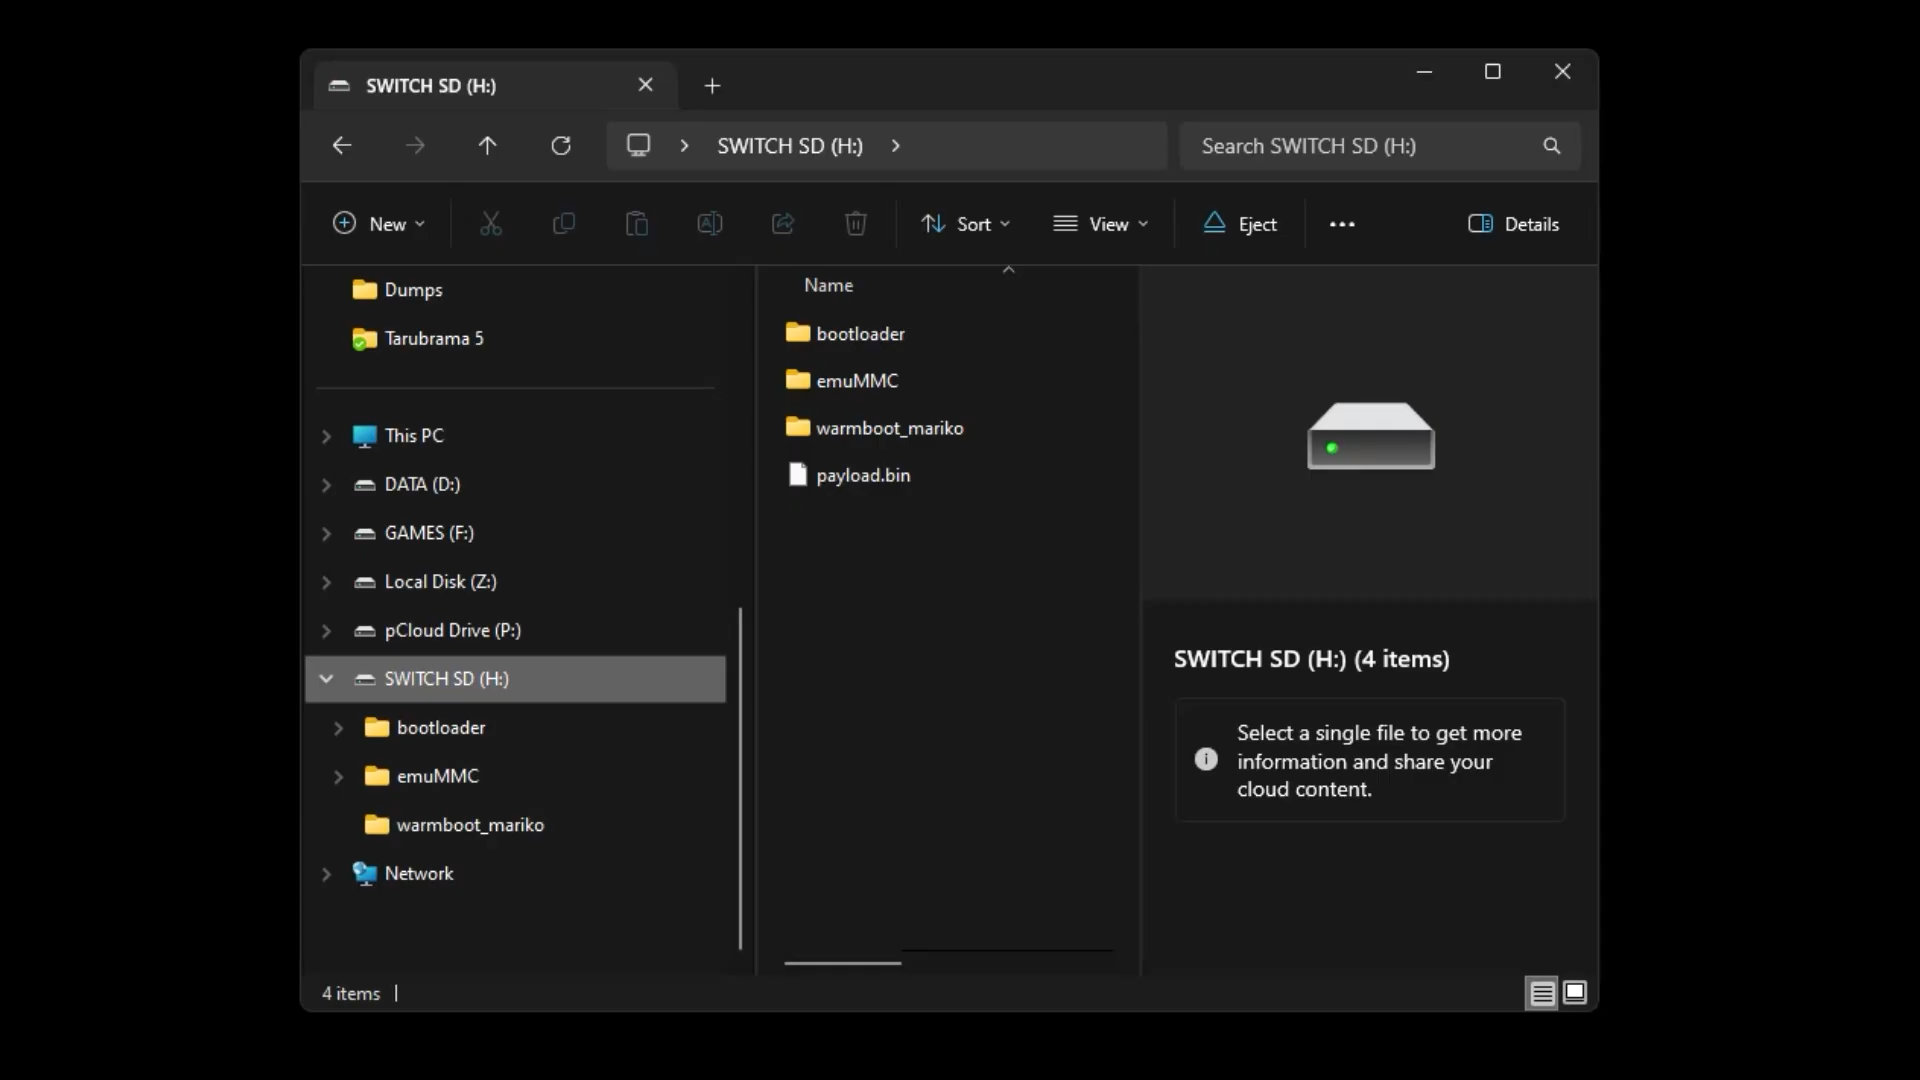 SWITCH SD (H:)
SWITCH SD (H:)
Search SWITCH SD (H:)
New
Sort
View
Eject
Details
Dumps
Tarubrama 5
This PC
DATA (D:)
GAMES (F:)
Local Disk (Z:)
pCloud Drive (P:)
SWITCH SD (H:)
bootloader
emuMMC
warmboot_mariko
Network
Name
bootloader
emuMMC
warmboot_mariko
payload.bin
SWITCH SD (H:) (4 items)
Select a single file to get more
information and share your
cloud content.
4 items